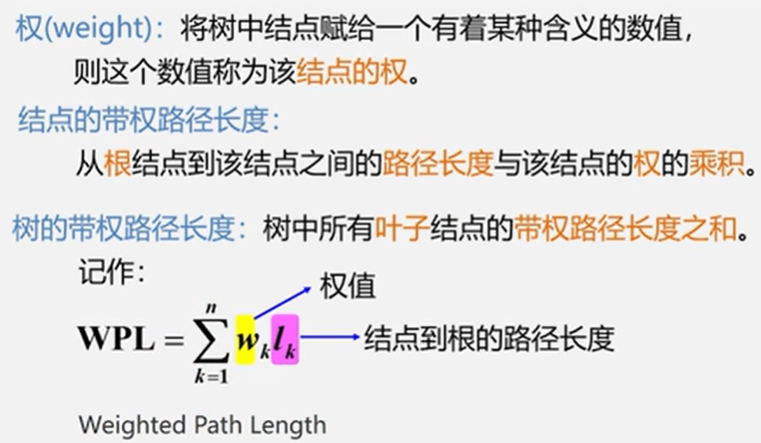 权(weight)：将树中结点赋给一个有着某种含义的数值，
则这个数值称为该结点的权。
结点的带权路径长度：
从根结点到该结点之间的路径长度与该结点的权的乘积。
树的带权路径长度：树中所有叶子结点的带权路径长度之和。
记作：
权值
WPL = ∑_{k=1}^{n} w_k l_k
结点到根的路径长度
Weighted Path Length